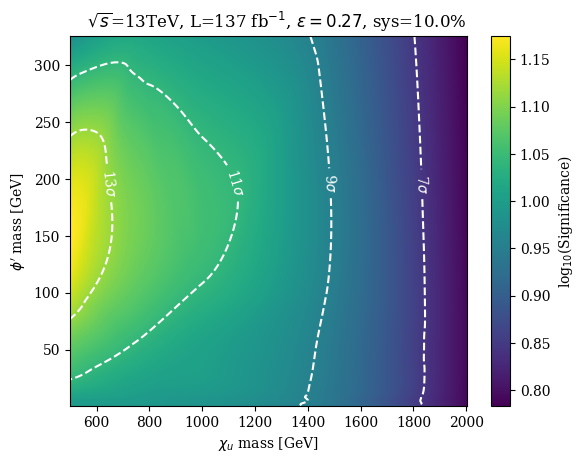 √s=13TeV, L=137 fb⁻¹, ε=0.27, sys=10.0%
300
250
200
150
100
50
ϕ′ mass [GeV]
13σ
11σ
9σ
7σ
600
800
1000
1200
1400
1600
1800
2000
χᵤ mass [GeV]
1.15
1.10
1.05
1.00
0.95
0.90
0.85
0.80
log₁₀(Significance)